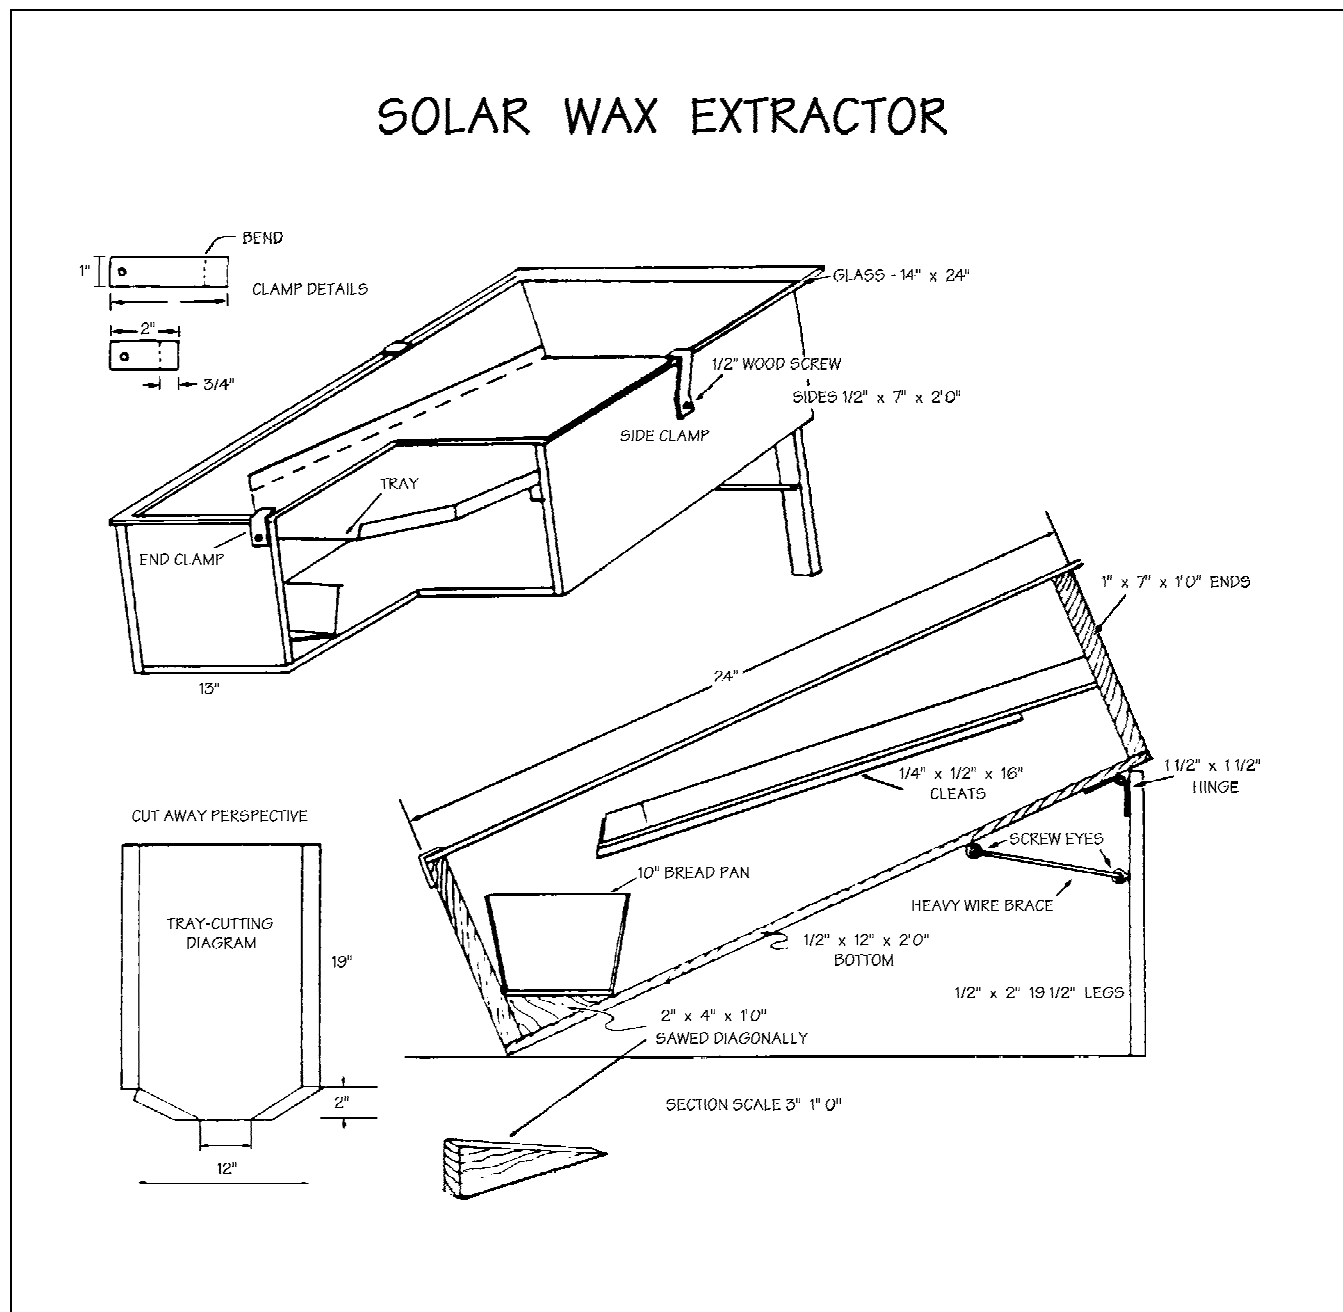 SOLAR WAX EXTRACTOR
BEND
1"
CLAMP DETAILS
2"
3/4"
GLASS - 14" x 24"
1/2" WOOD SCREW
SIDES 1/2" x 7" x 2'0"
SIDE CLAMP
TRAY
END CLAMP
13"
1" x 7" x 1'0" ENDS
24"
1 1/2" x 1 1/2"
HINGE
1/4" x 1/2" x 16"
CLEATS
SCREW EYES
10" BREAD PAN
HEAVY WIRE BRACE
1/2" x 12" x 2'0"
BOTTOM
1/2" x 2" 19 1/2" LEGS
2" x 4" x 1'0"
SAWED DIAGONALLY
SECTION SCALE 3" 1" 0"
CUT AWAY PERSPECTIVE
TRAY-CUTTING
DIAGRAM
19"
2"
12"